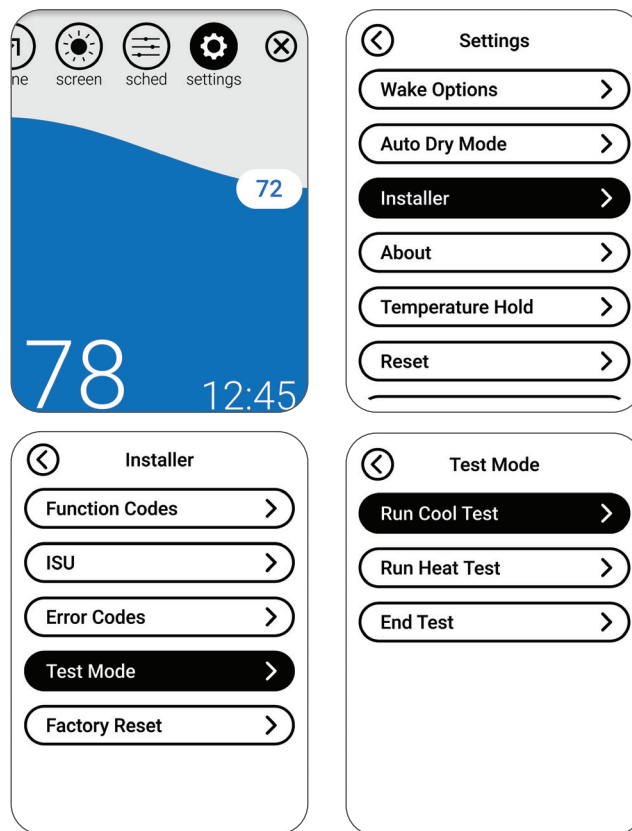 ne screen sched settings
72
78
12:45
Settings
Wake Options
Auto Dry Mode
Installer
About
Temperature Hold
Reset
Installer
Function Codes
ISU
Error Codes
Test Mode
Factory Reset
Test Mode
Run Cool Test
Run Heat Test
End Test